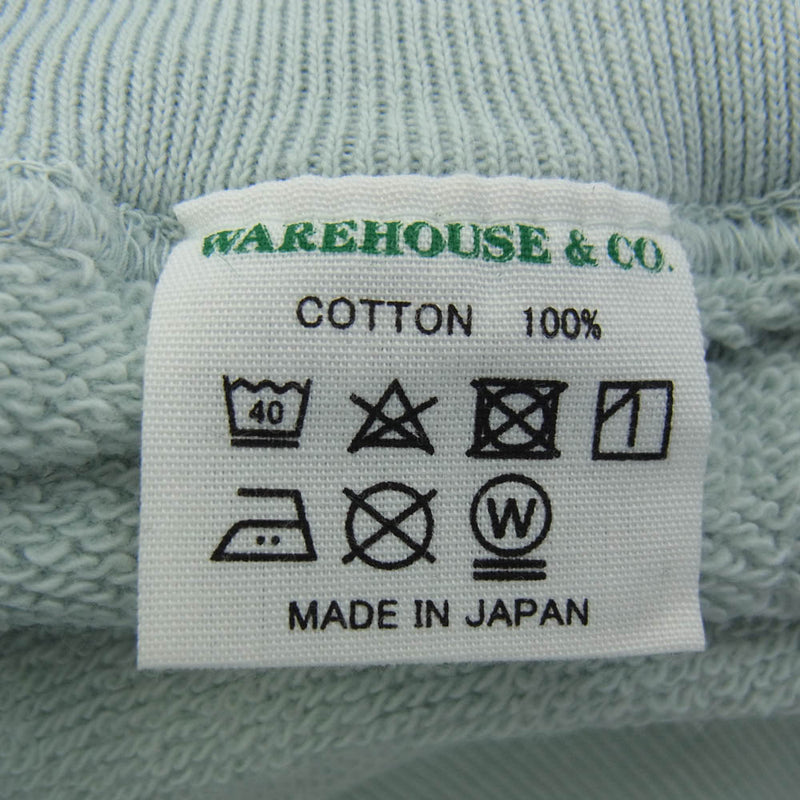 WAREHOUSE & CO.
COTTON 100%
40
W
MADE IN JAPAN